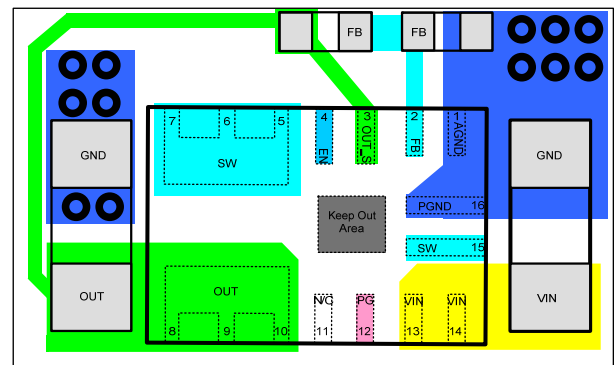 FB FB
7 6 5 4 3 2 1
EN OUT_S FB AGND
GND SW GND
PGND 16
Keep Out
Area
SW 15
OUT OUT VIN
N/C PG VIN VIN
8 9 10 11 12 13 14